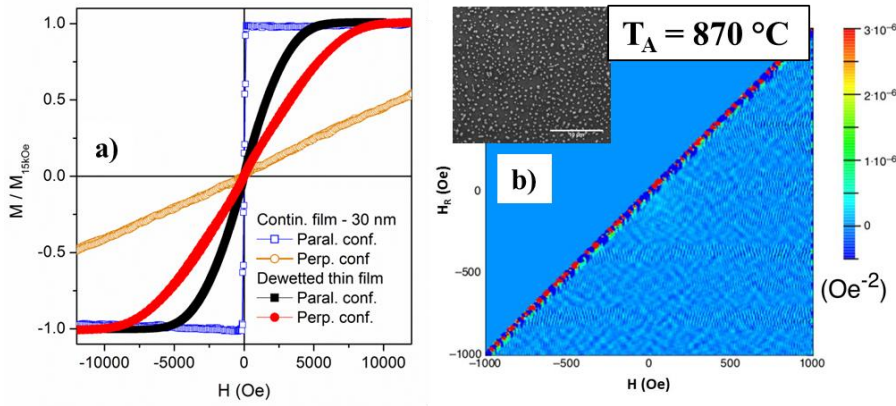 a)
M / M15kOe
1.0
0.5
0.0
-0.5
-1.0
Contin. film - 30 nm
Paral. conf.
Perp. conf
Dewetted thin film
Paral. conf.
Perp. conf.
-10000 -5000 0 5000 10000
H (Oe)
TA = 870 °C
b)
HR (Oe)
0
−500
−1000
−1000 −500 0 500 1000
H (Oe)
3·10⁻⁶
2·10⁻⁶
1·10⁻⁶
0
(Oe⁻²)